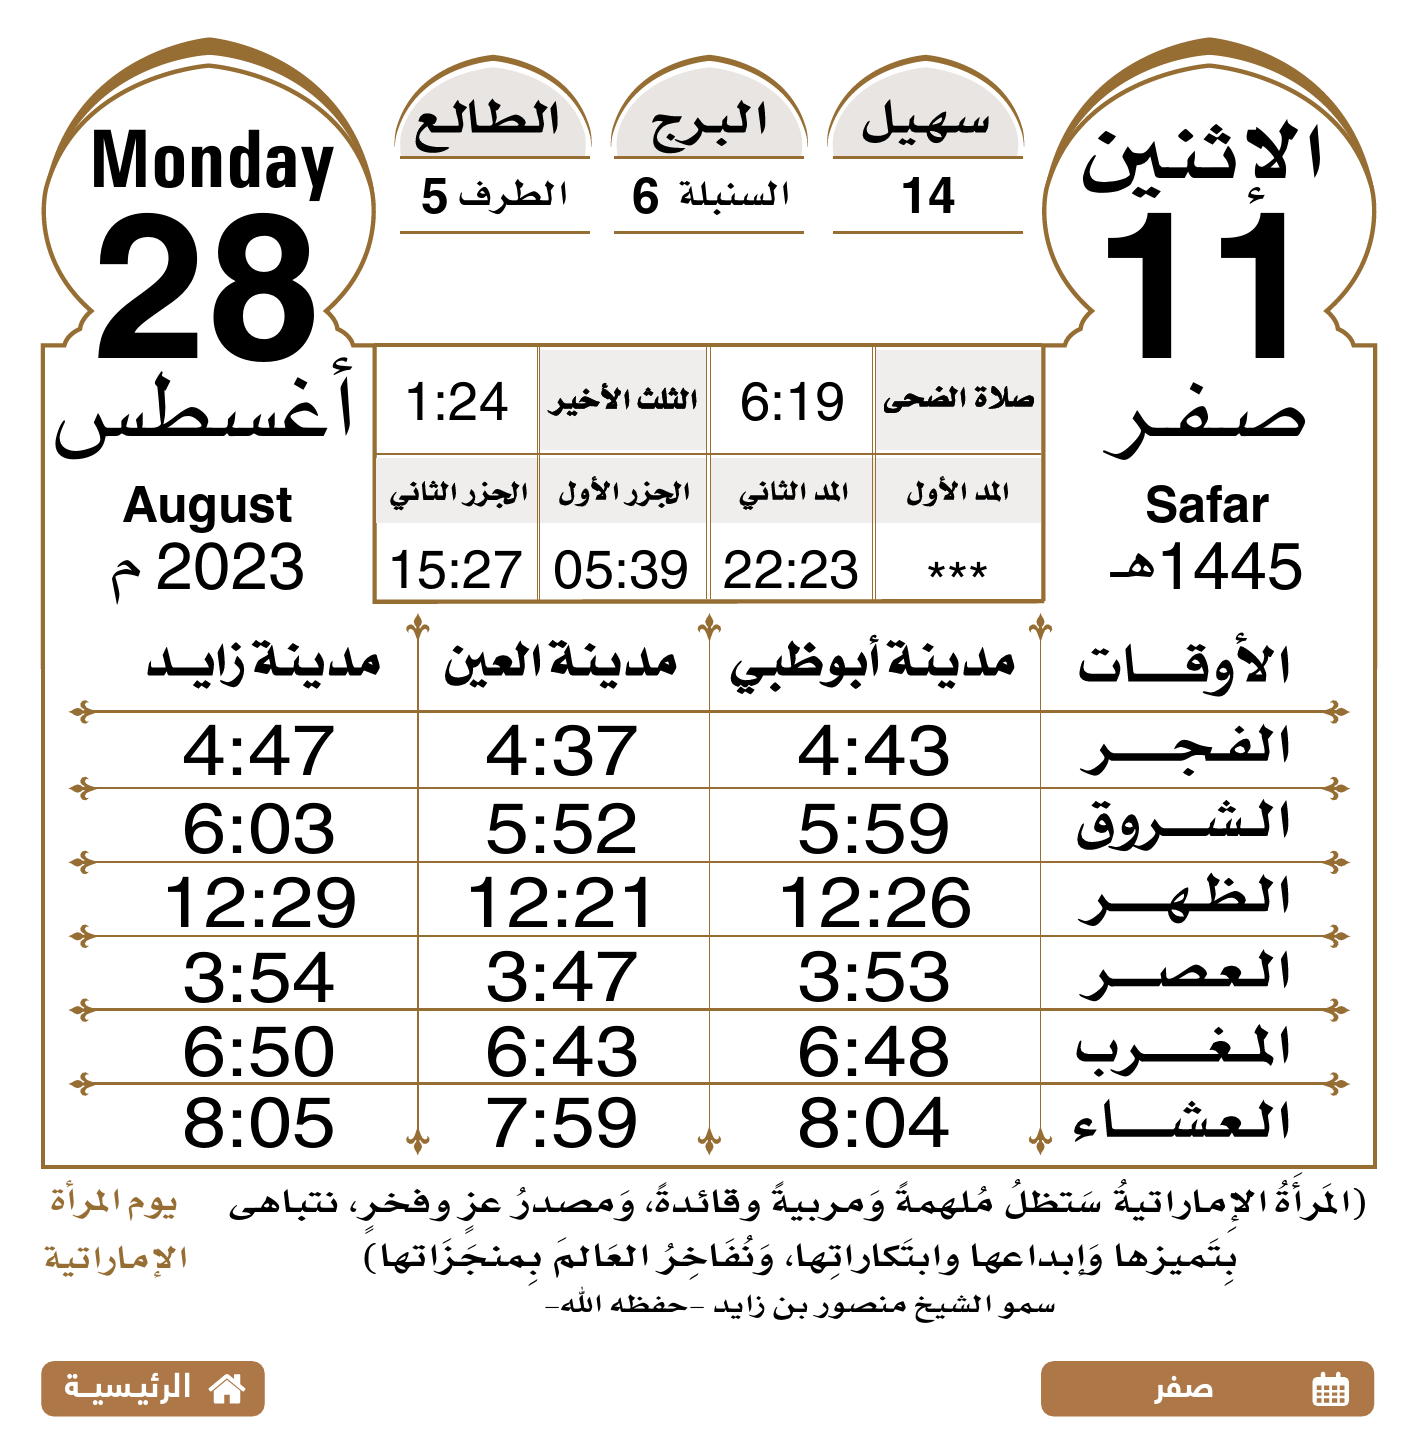 الإثنين
11
صفر
Safar
1445هـ
سهيل
14
البرج
السنبلة 6
الطالع
الطرف 5
Monday
28
أغسطس
August
2023 م
صلاة الضحى 6:19 الثلث الأخير 1:24
المد الأول المد الثاني الجزر الأول الجزر الثاني
*** 22:23 05:39 15:27
الأوقات مدينة أبوظبي مدينة العين مدينة زايد
الفجر 4:43 4:37 4:47
الشروق 5:59 5:52 6:03
الظهر 12:26 12:21 12:29
العصر 3:53 3:47 3:54
المغرب 6:48 6:43 6:50
العشاء 8:04 7:59 8:05
(المَرأَةُ الإِماراتيةُ سَتظلُ مُلهمةً وَمربيةً وقائدةً، وَمصدرُ عزٍ وفخرٍ، نتباهى
بِتَميزها وَإبداعها وابتَكاراتِها، وَنُفَاخِرُ العَالمَ بِمنجَزَاتها)
سمو الشيخ منصور بن زايد -حفظه الله-
يوم المرأة
الإماراتية
صفر
الرئيسية